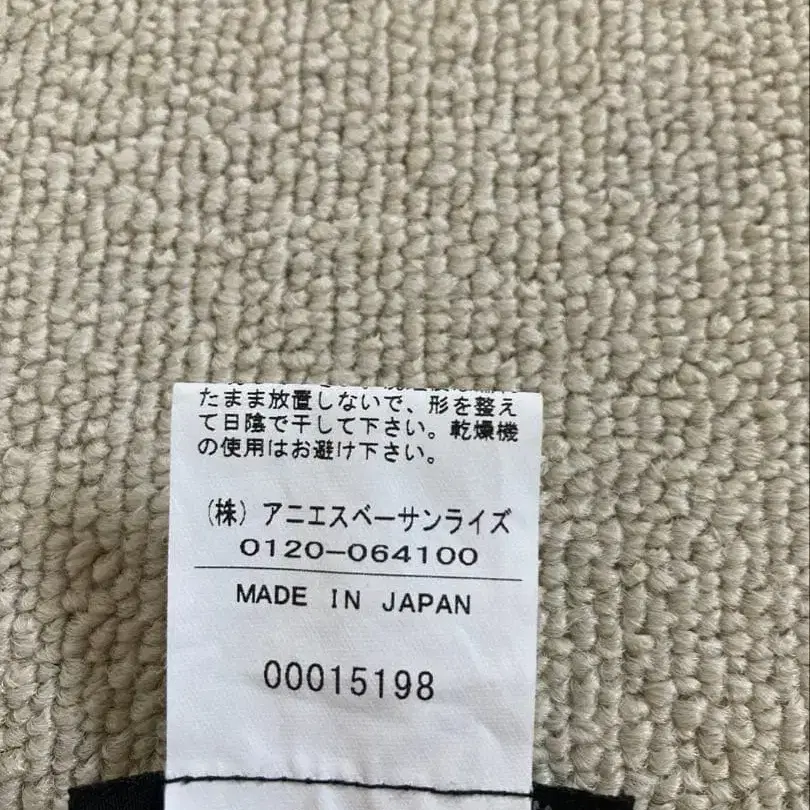 たまま放置しないで、形を整え
て日陰で干して下さい。乾燥機
の使用はお避け下さい。
(株)アニエスベーサンライズ
0120-064100
MADE IN JAPAN
00015198